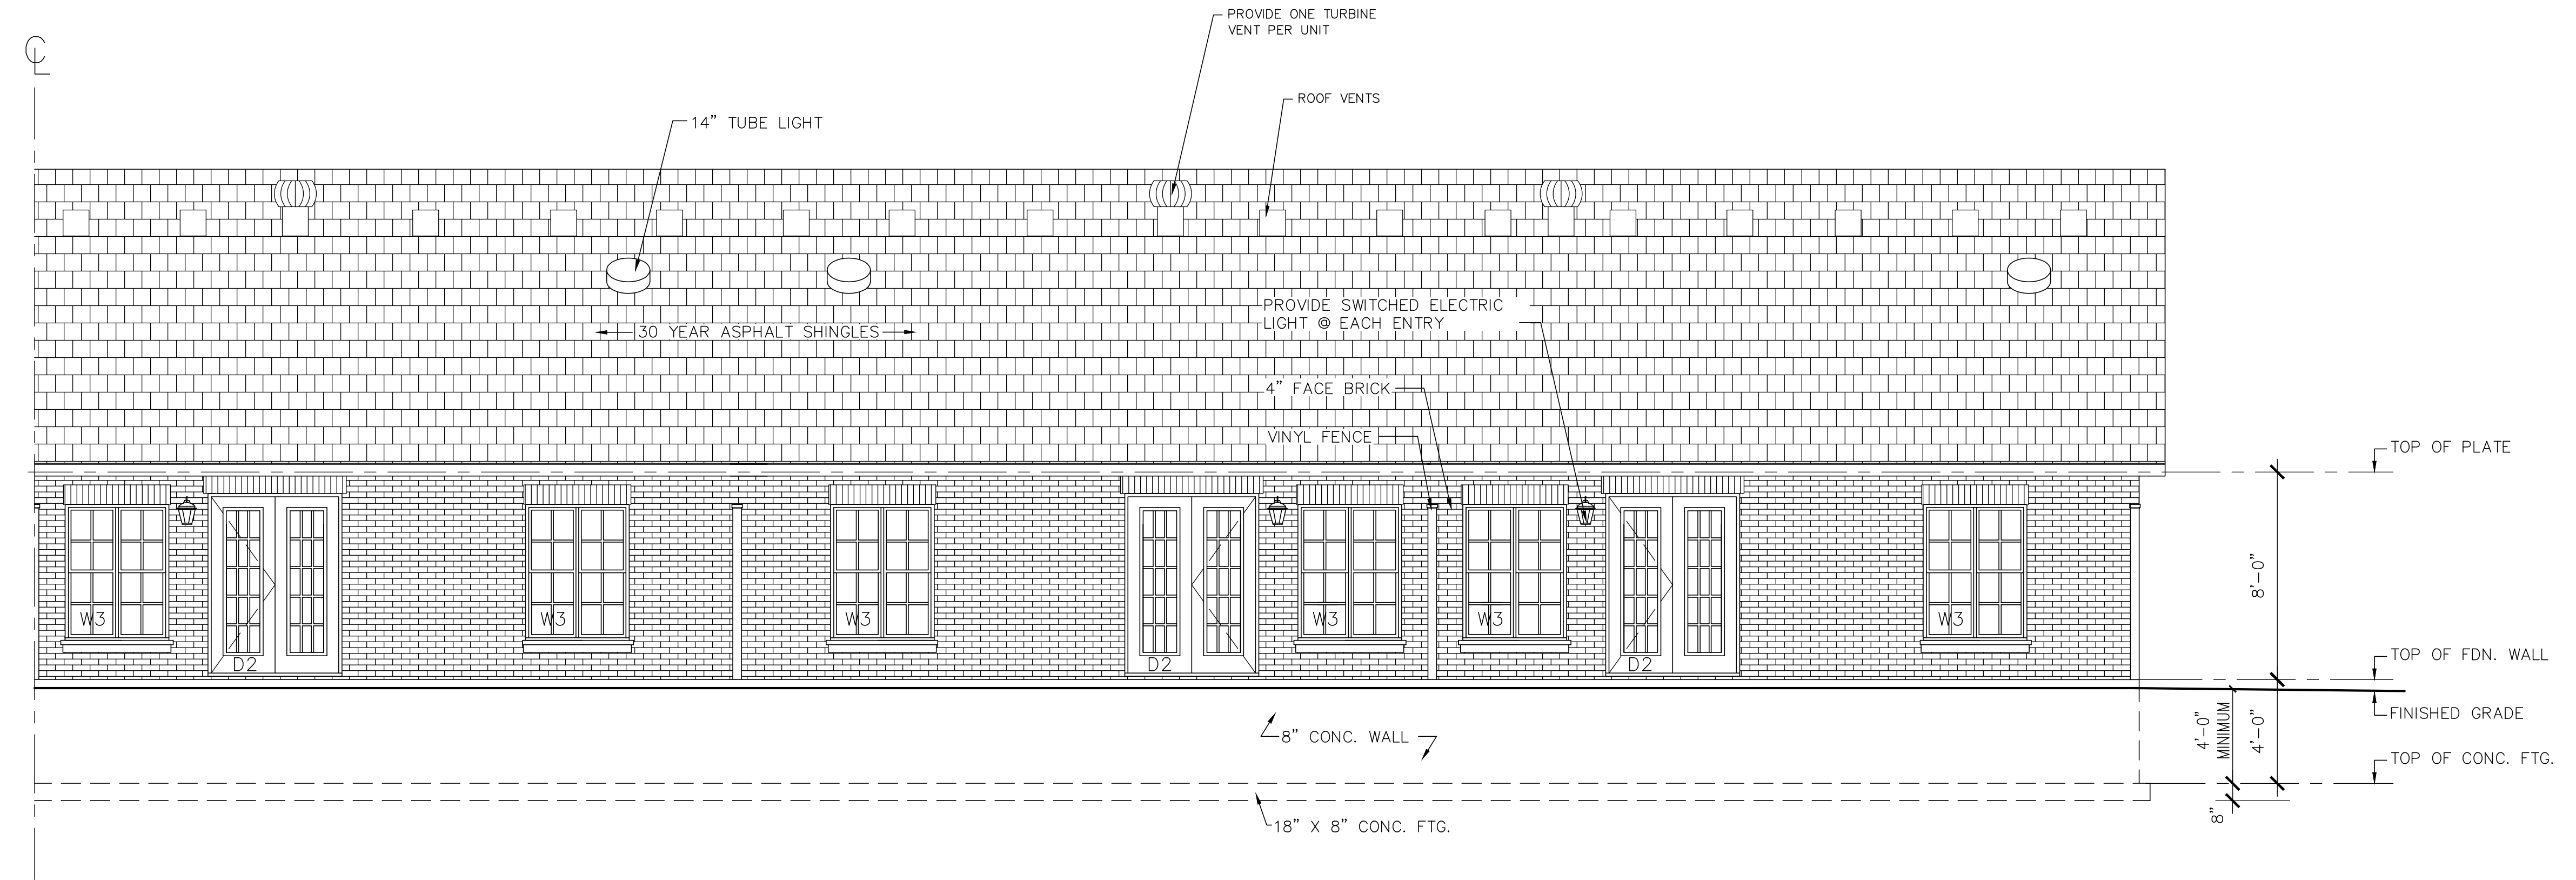 PROVIDE ONE TURBINE
VENT PER UNIT
℄
ROOF VENTS
14” TUBE LIGHT
PROVIDE SWITCHED ELECTRIC
LIGHT @ EACH ENTRY
30 YEAR ASPHALT SHINGLES
4” FACE BRICK
VINYL FENCE
TOP OF PLATE
8'-0”
W3
W3
W3
W3
W3
W3
D2
D2
D2
TOP OF FDN. WALL
FINISHED GRADE
4'-0”
MINIMUM
4'-0”
8” CONC. WALL
TOP OF CONC. FTG.
8”
18” X 8” CONC. FTG.